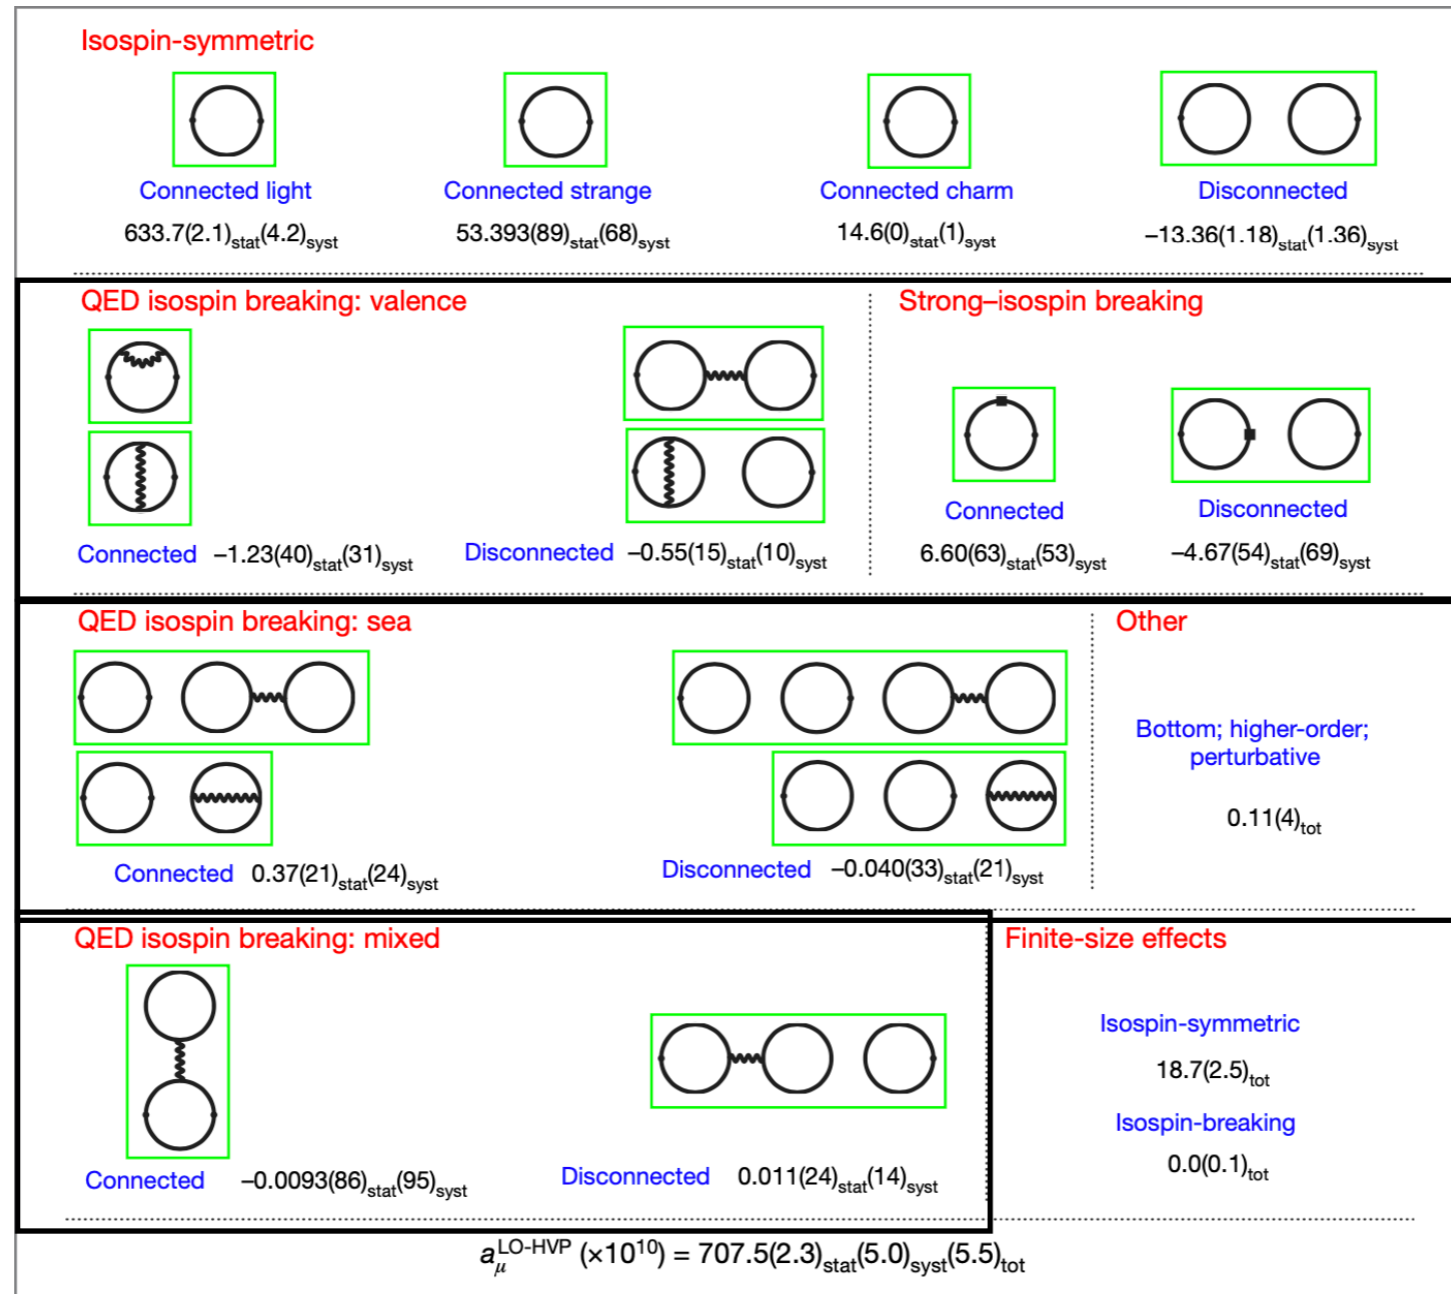 Isospin-symmetric
Connected light
Connected strange
Connected charm
Disconnected
633.7(2.1)stat(4.2)syst
53.393(89)stat(68)syst
14.6(0)stat(1)syst
–13.36(1.18)stat(1.36)syst
QED isospin breaking: valence
Strong–isospin breaking
Connected
Disconnected
Connected –1.23(40)stat(31)syst
Disconnected –0.55(15)stat(10)syst
6.60(63)stat(53)syst
–4.67(54)stat(69)syst
QED isospin breaking: sea
Other
Bottom; higher-order;
perturbative
0.11(4)tot
Connected 0.37(21)stat(24)syst
Disconnected –0.040(33)stat(21)syst
QED isospin breaking: mixed
Finite-size effects
Isospin-symmetric
18.7(2.5)tot
Isospin-breaking
0.0(0.1)tot
Connected –0.0093(86)stat(95)syst
Disconnected 0.011(24)stat(14)syst
aμLO-HVP (×10¹⁰) = 707.5(2.3)stat(5.0)syst(5.5)tot